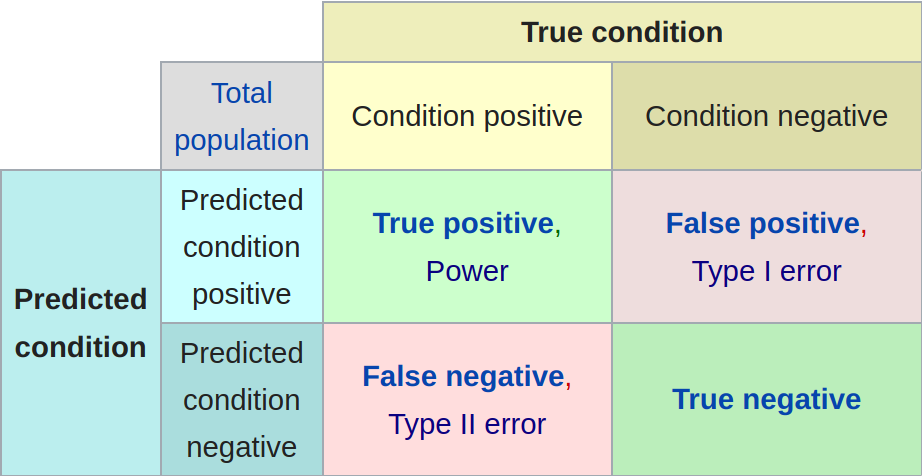 True condition
Total
population
Condition positive
Condition negative
Predicted
condition
Predicted
condition
positive
True positive,
Power
False positive,
Type I error
Predicted
condition
negative
False negative,
Type II error
True negative